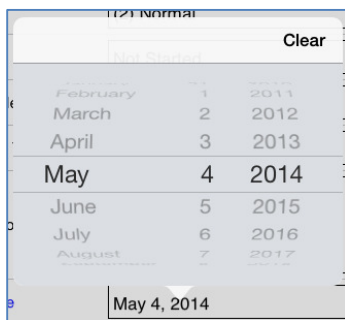 (2) Normal
Clear
Not Started
February 1 2011
March 2 2012
April 3 2013
May 4 2014
June 5 2015
July 6 2016
August 7 2017
May 4, 2014